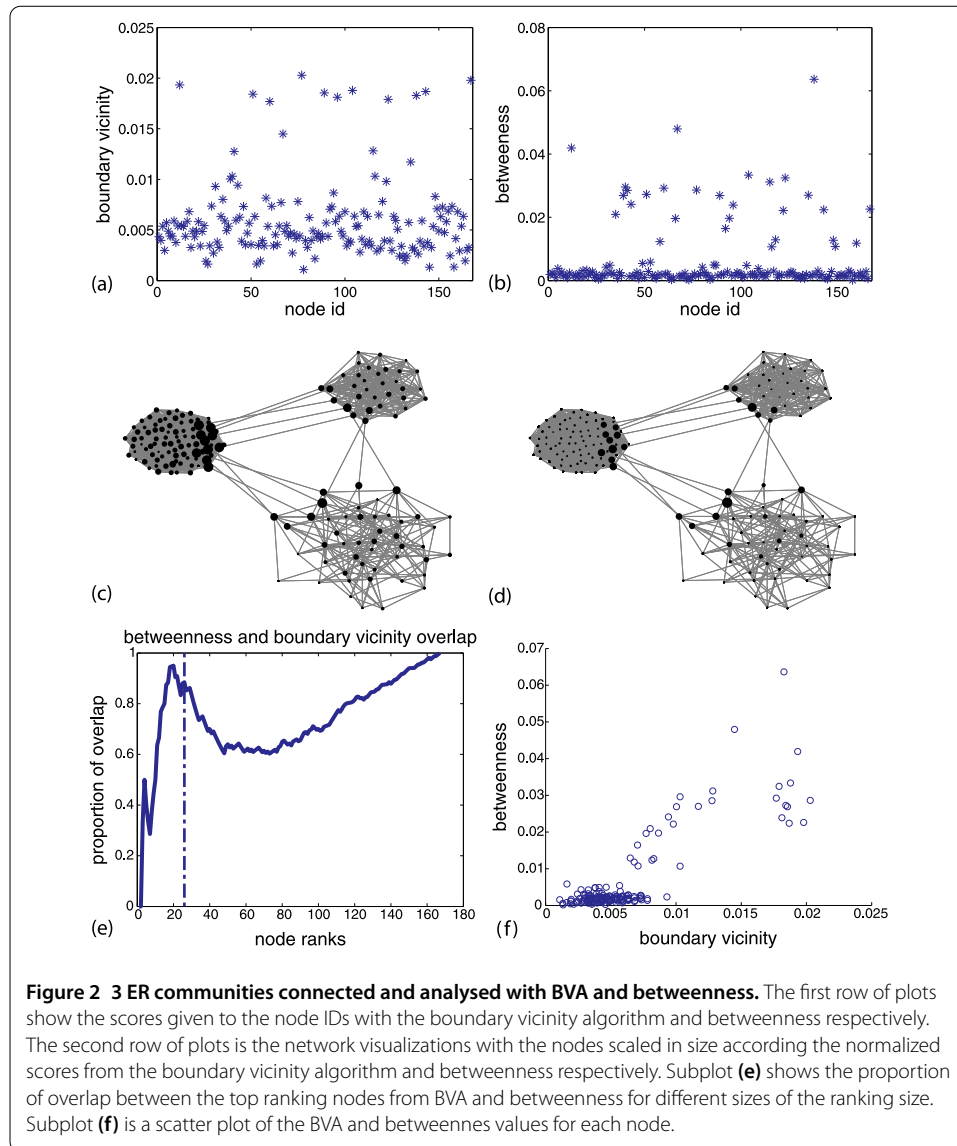 0.025
0.02
0.015
0.01
0.005
0
0 50 100 150
boundary vicinity
node id
(a)
0.08
0.06
0.04
0.02
0
0 50 100 150
betweeness
node id
(b)
(c)
(d)
betweenness and boundary vicinity overlap
1
0.8
0.6
0.4
0.2
0
0 20 40 60 80 100 120 140 160 180
proportion of overlap
node ranks
(e)
0.07
0.06
0.05
0.04
0.03
0.02
0.01
0
0 0.005 0.01 0.015 0.02 0.025
betweenness
boundary vicinity
(f)
Figure 2 3 ER communities connected and analysed with BVA and betweenness. The first row of plots
show the scores given to the node IDs with the boundary vicinity algorithm and betweenness respectively.
The second row of plots is the network visualizations with the nodes scaled in size according the normalized
scores from the boundary vicinity algorithm and betweenness respectively. Subplot (e) shows the proportion
of overlap between the top ranking nodes from BVA and betweenness for different sizes of the ranking size.
Subplot (f) is a scatter plot of the BVA and betweennes values for each node.